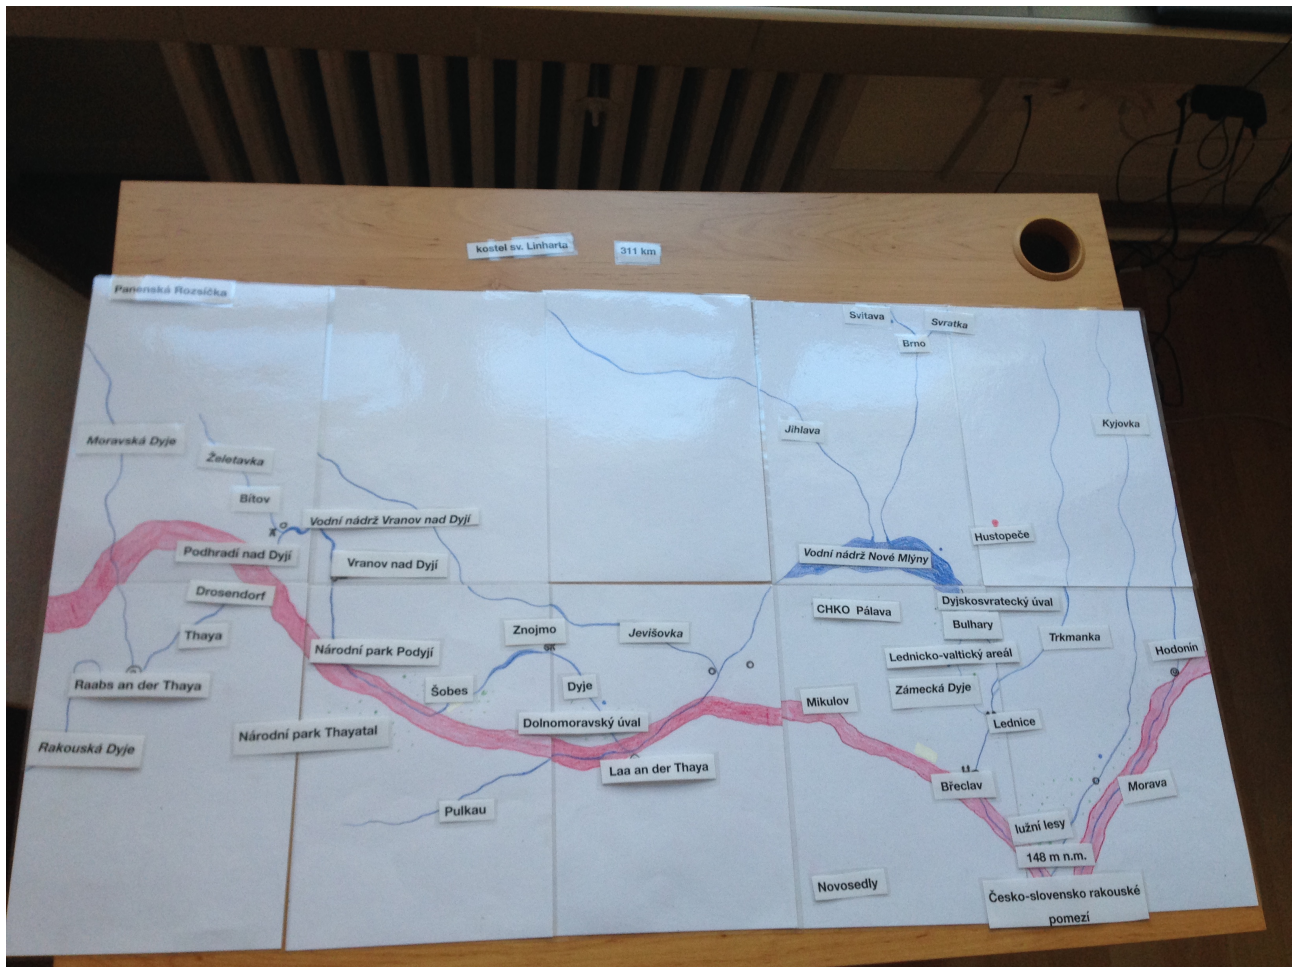 kostel sv. Linharta
311 km
Panenská Rozsíčka
Svitava
Svratka
Brno
Moravská Dyje
Želetavka
Jihlava
Kyjovka
Bítov
Vodní nádrž Vranov nad Dyjí
Hustopeče
Podhradí nad Dyjí
Vranov nad Dyjí
Vodní nádrž Nové Mlýny
Drosendorf
Dyjskosvratecký úval
CHKO Pálava
Bulhary
Thaya
Znojmo
Jevišovka
Trkmanka
Národní park Podyjí
Lednicko-valtický areál
Hodonín
Raabs an der Thaya
Šobes
Dyje
Zámecká Dyje
Mikulov
Dolnomoravský úval
Lednice
Národní park Thayatal
Rakouská Dyje
Laa an der Thaya
Břeclav
Morava
Pulkau
lužní lesy
148 m n.m.
Novosedly
Česko-slovensko rakouské
pomezí